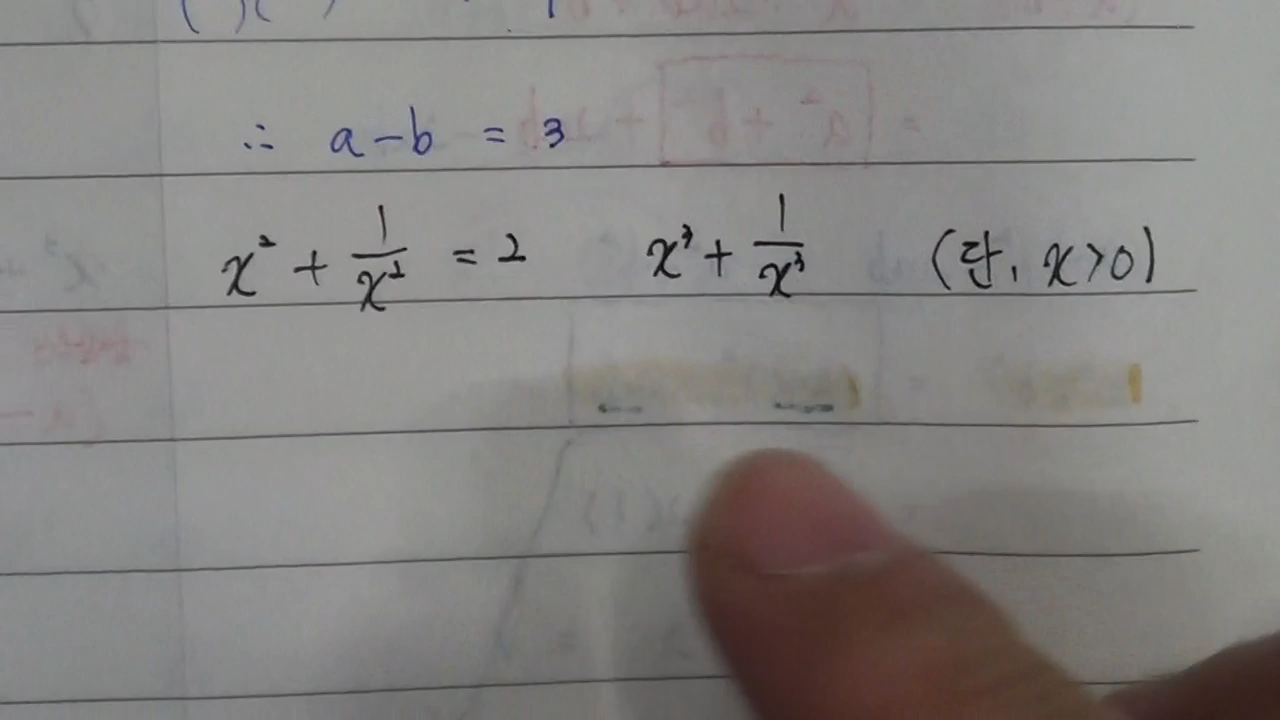 ∴ a-b = 3
x² + 1/x² = 2 x³ + 1/x³ (단, x>0)